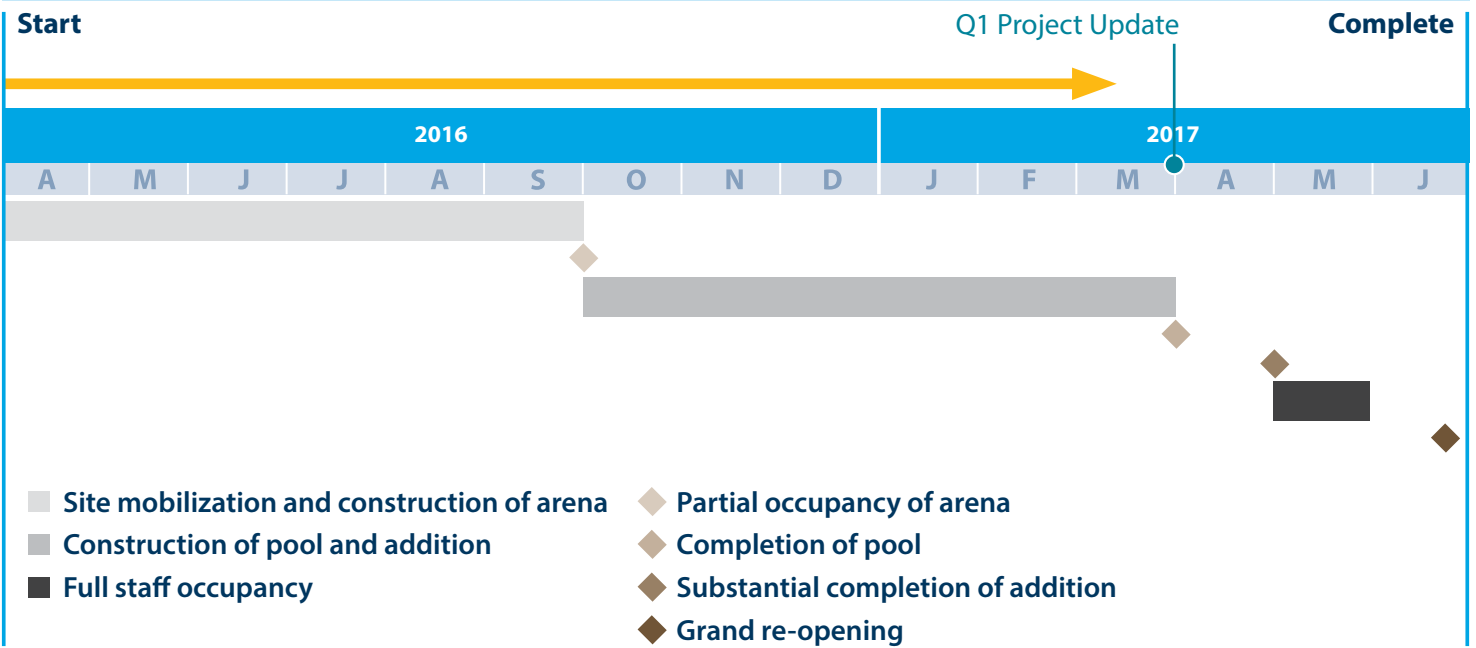 Start Q1 Project Update Complete
2016 2017
A M J J A S O N D J F M A M J
Site mobilization and construction of arena
Construction of pool and addition
Full staff occupancy
Partial occupancy of arena
Completion of pool
Substantial completion of addition
Grand re-opening